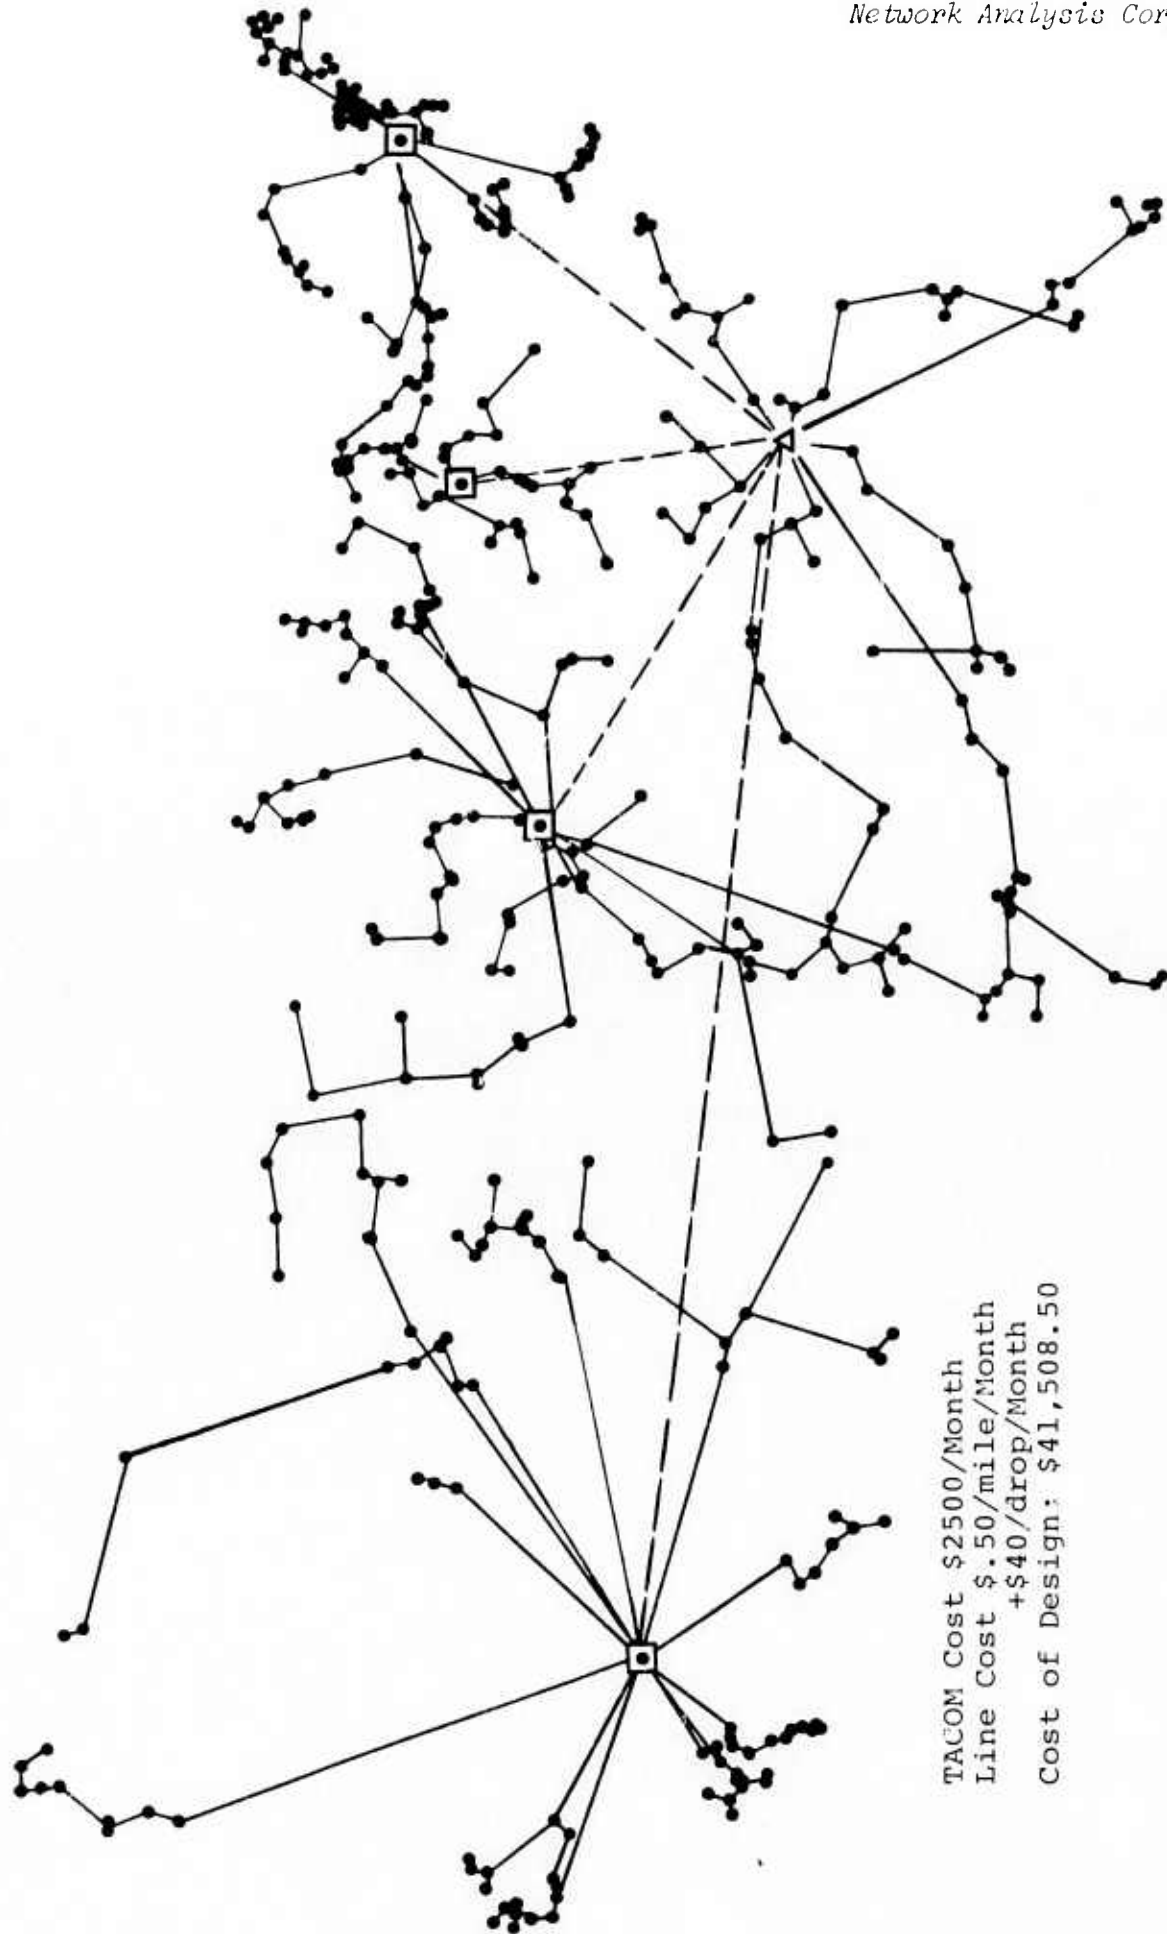 Network Analysis Cor
TACOM Cost $2500/Month
Line Cost $.50/mile/Month
+$40/drop/Month
Cost of Design: $41,508.50